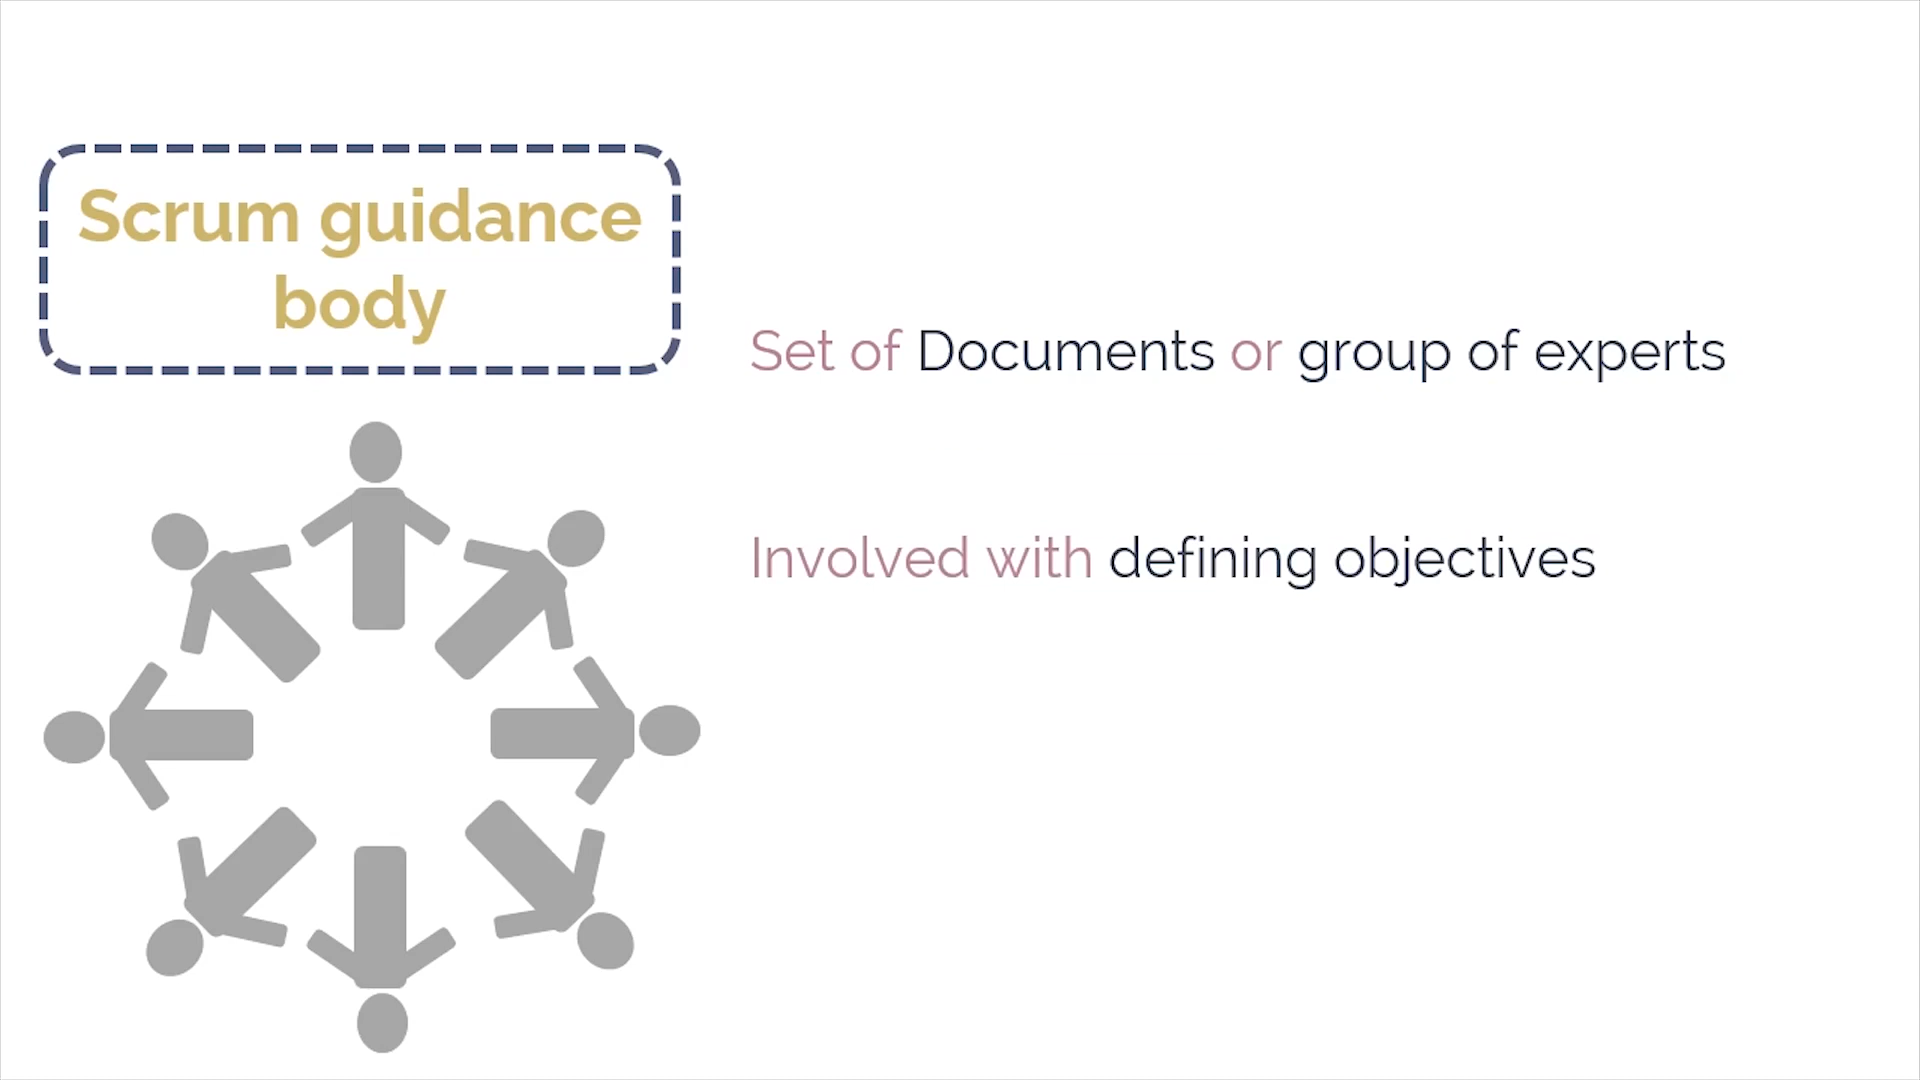 Scrum guidance
body
Set of Documents or group of experts
Involved with defining objectives